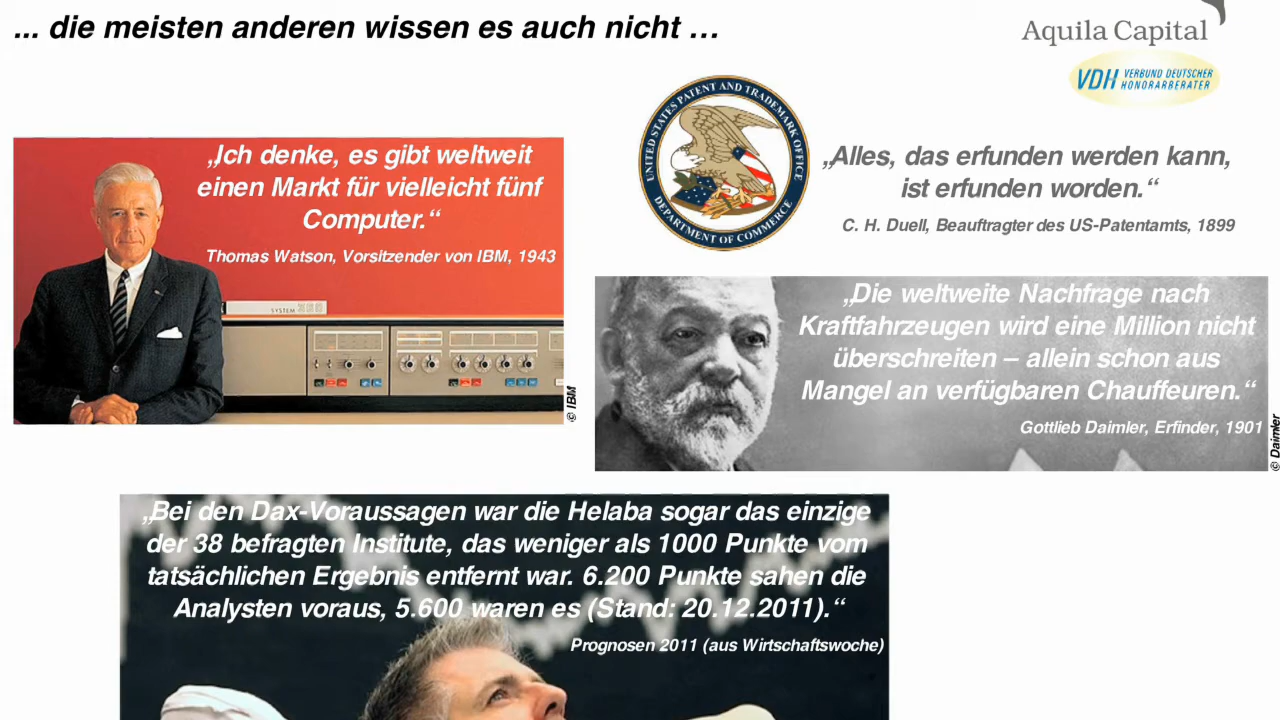 ... die meisten anderen wissen es auch nicht ...
Aquila Capital
VDH VERBUND DEUTSCHER
HONORARBERATER
„Ich denke, es gibt weltweit
einen Markt für vielleicht fünf
Computer.“
Thomas Watson, Vorsitzender von IBM, 1943
SYSTEM
© IBM
UNITED STATES PATENT AND TRADEMARK OFFICE
DEPARTMENT OF COMMERCE
„Alles, das erfunden werden kann,
ist erfunden worden.“
C. H. Duell, Beauftragter des US-Patentamts, 1899
„Die weltweite Nachfrage nach
Kraftfahrzeugen wird eine Million nicht
überschreiten – allein schon aus
Mangel an verfügbaren Chauffeuren.“
Gottlieb Daimler, Erfinder, 1901
© Daimler
„Bei den Dax-Voraussagen war die Helaba sogar das einzige
der 38 befragten Institute, das weniger als 1000 Punkte vom
tatsächlichen Ergebnis entfernt war. 6.200 Punkte sahen die
Analysten voraus, 5.600 waren es (Stand: 20.12.2011).“
Prognosen 2011 (aus Wirtschaftswoche)